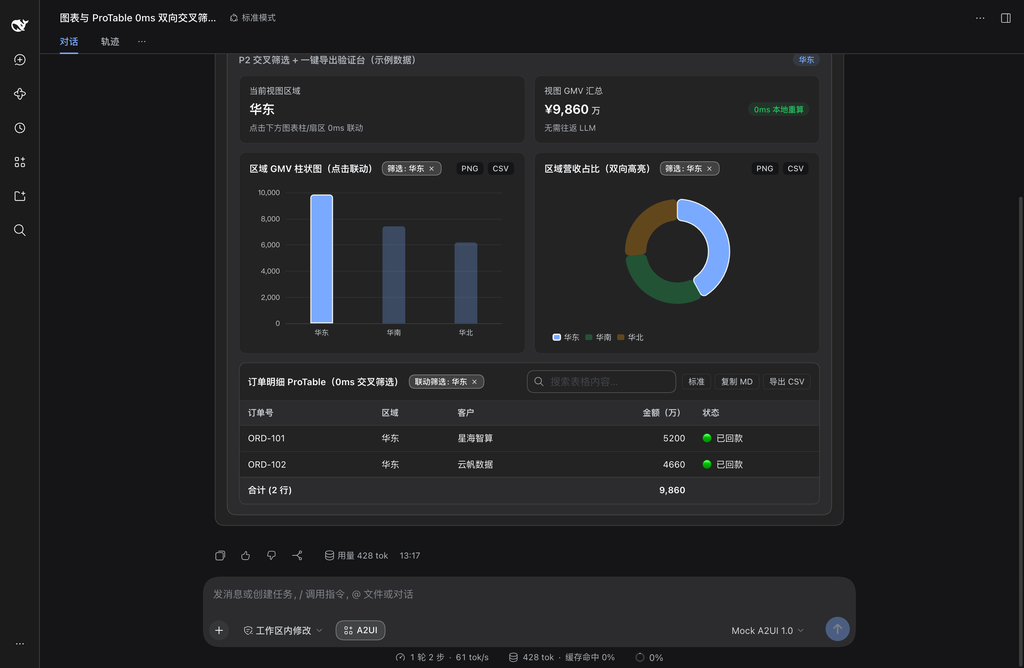 图表与 ProTable 0ms 双向交叉筛... 标准模式
对话 轨迹
P2 交叉筛选 + 一键导出验证台（示例数据） 华东
当前视图区域
华东
点击下方图表柱/扇区 0ms 联动
视图 GMV 汇总
¥9,860 万
0ms 本地重算
无需往返 LLM
区域 GMV 柱状图（点击联动） 筛选: 华东 × PNG CSV
10,000
8,000
6,000
4,000
2,000
0
华东 华南 华北
区域营收占比（双向高亮） 筛选: 华东 × PNG CSV
华东 华南 华北
订单明细 ProTable（0ms 交叉筛选） 联动筛选: 华东 × 搜索表格内容... 标准 复制 MD 导出 CSV
订单号 区域 客户 金额（万） 状态
ORD-101 华东 星海智算 5200 已回款
ORD-102 华东 云帆数据 4660 已回款
合计 (2 行) 9,860
用量 428 tok 13:17
发消息或创建任务, / 调用指令, @ 文件或对话
工作区内修改 A2UI Mock A2UI 1.0
1 轮 2 步 · 61 tok/s 428 tok · 缓存命中 0% 0%